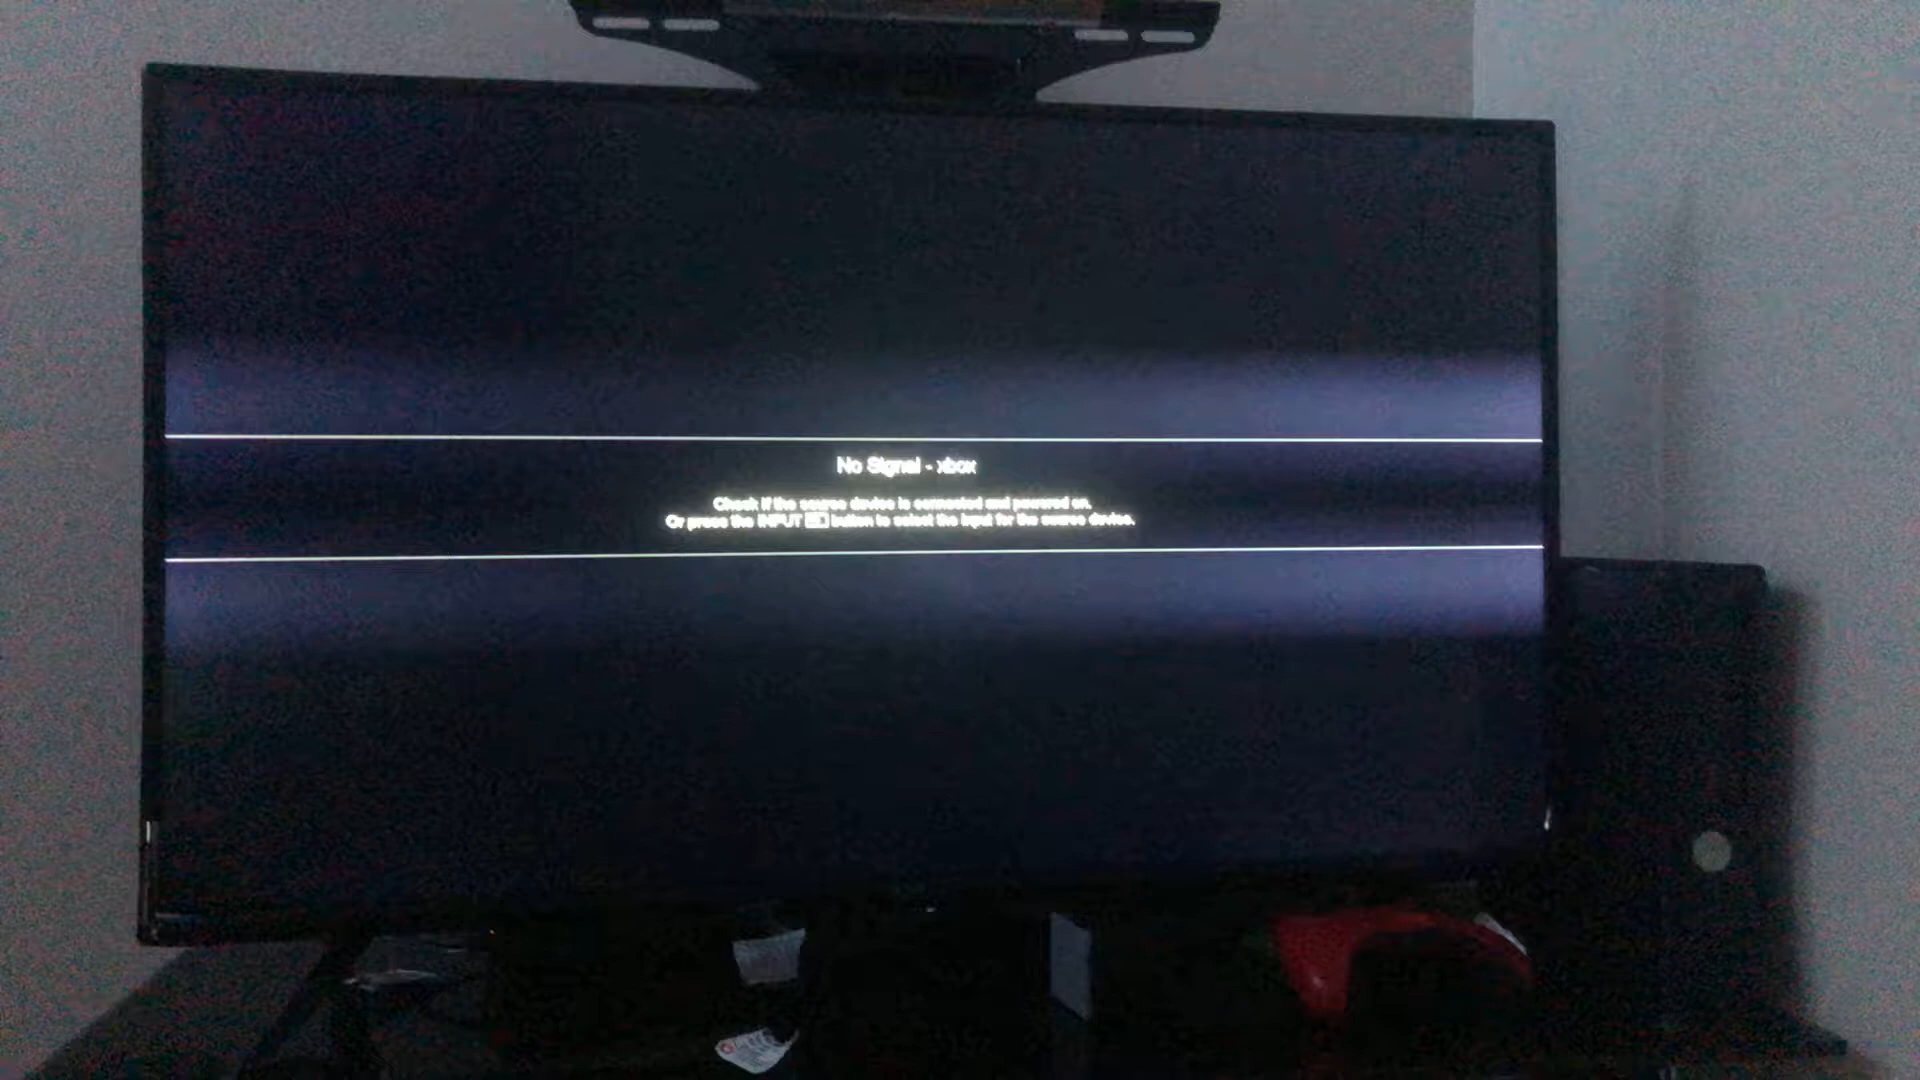 No Signal - xbox
Check if the source device is connected and powered on.
Or press the INPUT button to select the input for the source device.